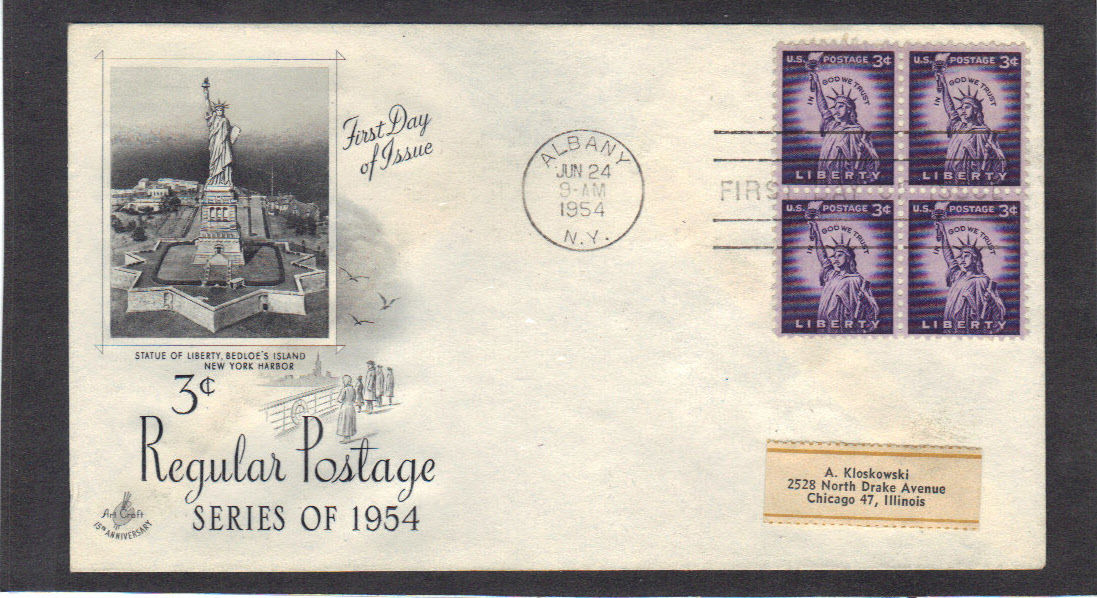 First Day
of Issue
STATUE OF LIBERTY, BEDLOE'S ISLAND
NEW YORK HARBOR
3¢
Regular Postage
SERIES OF 1954
Art Craft
15TH ANNIVERSARY
ALBANY
JUN 24
9-AM
1954
N.Y.
FIRS
U.S. POSTAGE 3¢
IN GOD WE TRUST
LIBERTY
U.S. POSTAGE 3¢
IN GOD WE TRUST
LIBERTY
U.S. POSTAGE 3¢
IN GOD WE TRUST
LIBERTY
U.S. POSTAGE 3¢
IN GOD WE TRUST
LIBERTY
A. Kloskowski
2528 North Drake Avenue
Chicago 47, Illinois